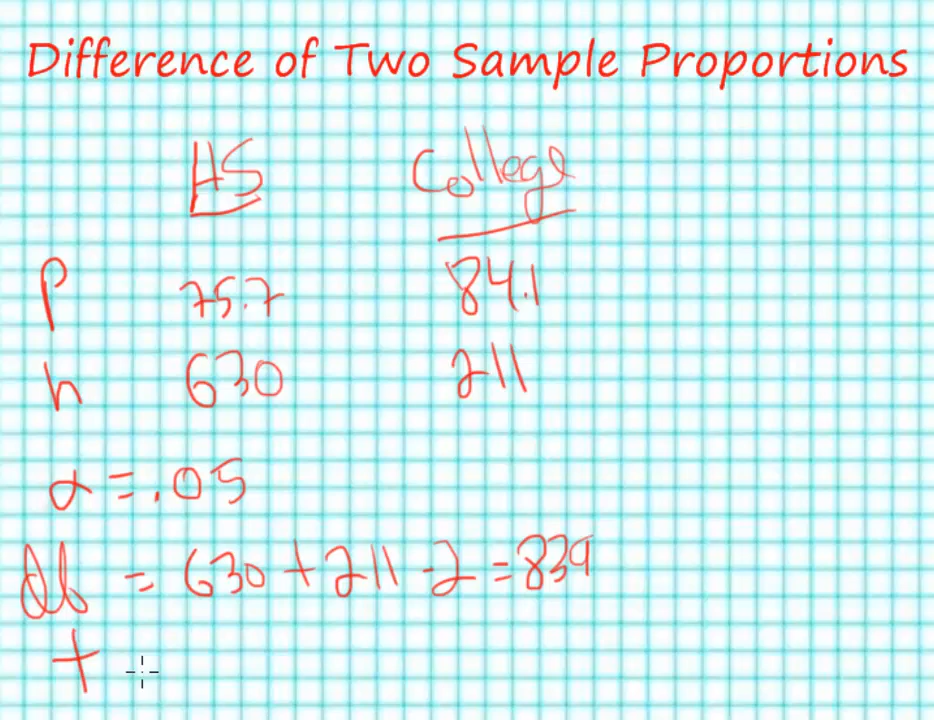 Difference of Two Sample Proportions
HS College
p 75.7 84.1
n 630 211
α = .05
df = 630 + 211 - 2 = 839
t